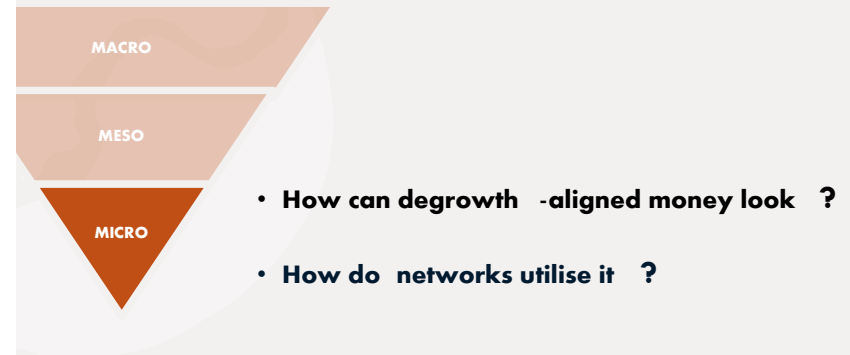 MACRO
MESO
MICRO
• How can degrowth -aligned money look ?
• How do networks utilise it ?